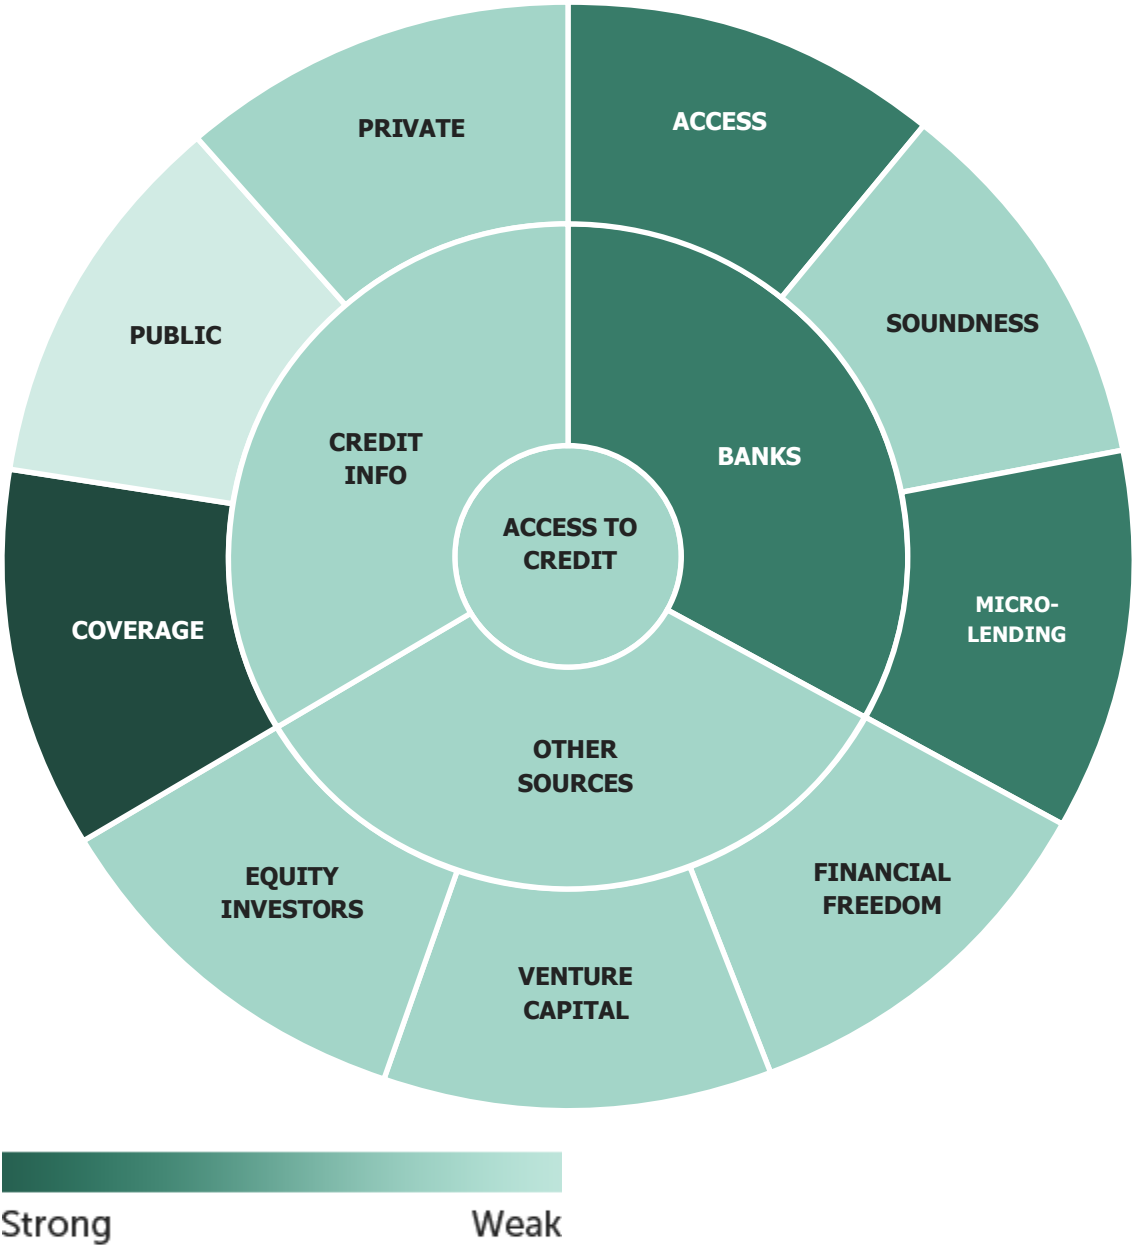 PRIVATE
ACCESS
PUBLIC
SOUNDNESS
CREDIT
INFO
BANKS
ACCESS TO
CREDIT
COVERAGE
MICRO-
LENDING
OTHER
SOURCES
EQUITY
INVESTORS
FINANCIAL
FREEDOM
VENTURE
CAPITAL
Strong
Weak